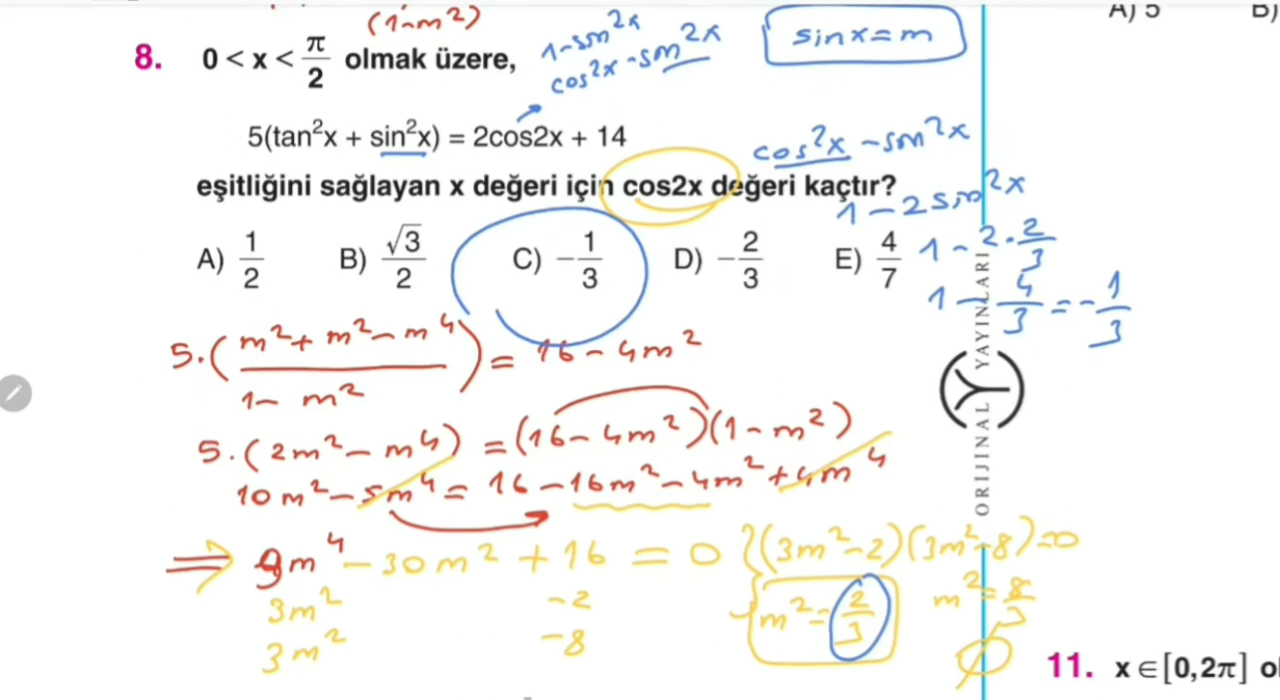 (1-m²)
A) 5 B)
8. 0 < x < π/2 olmak üzere,
1-sin²x
cos²x - sin²x
sinx=m
5(tan²x + sin²x) = 2cos2x + 14
cos²x - sin²x
eşitliğini sağlayan x değeri için cos2x değeri kaçtır?
1-2sin²x
A) 1/2 B) √3/2 C) -1/3 D) -2/3 E) 4/7
1-2·2/3
1-4/3=-1/3
5·((m²+m²-m⁴)/(1-m²)) = 16-4m²
5.(2m²-m⁴) = (16-4m²)(1-m²)
10m²-5m⁴ = 16-16m²-4m²+4m⁴
⇒ 9m⁴-30m²+16=0 (3m²-2)(3m²-8)=0
3m² -2
3m² -8
m²=2/3 m²=8/3
∅
ORIJINAL YAYINLARI
11. x∈[0,2π] ol